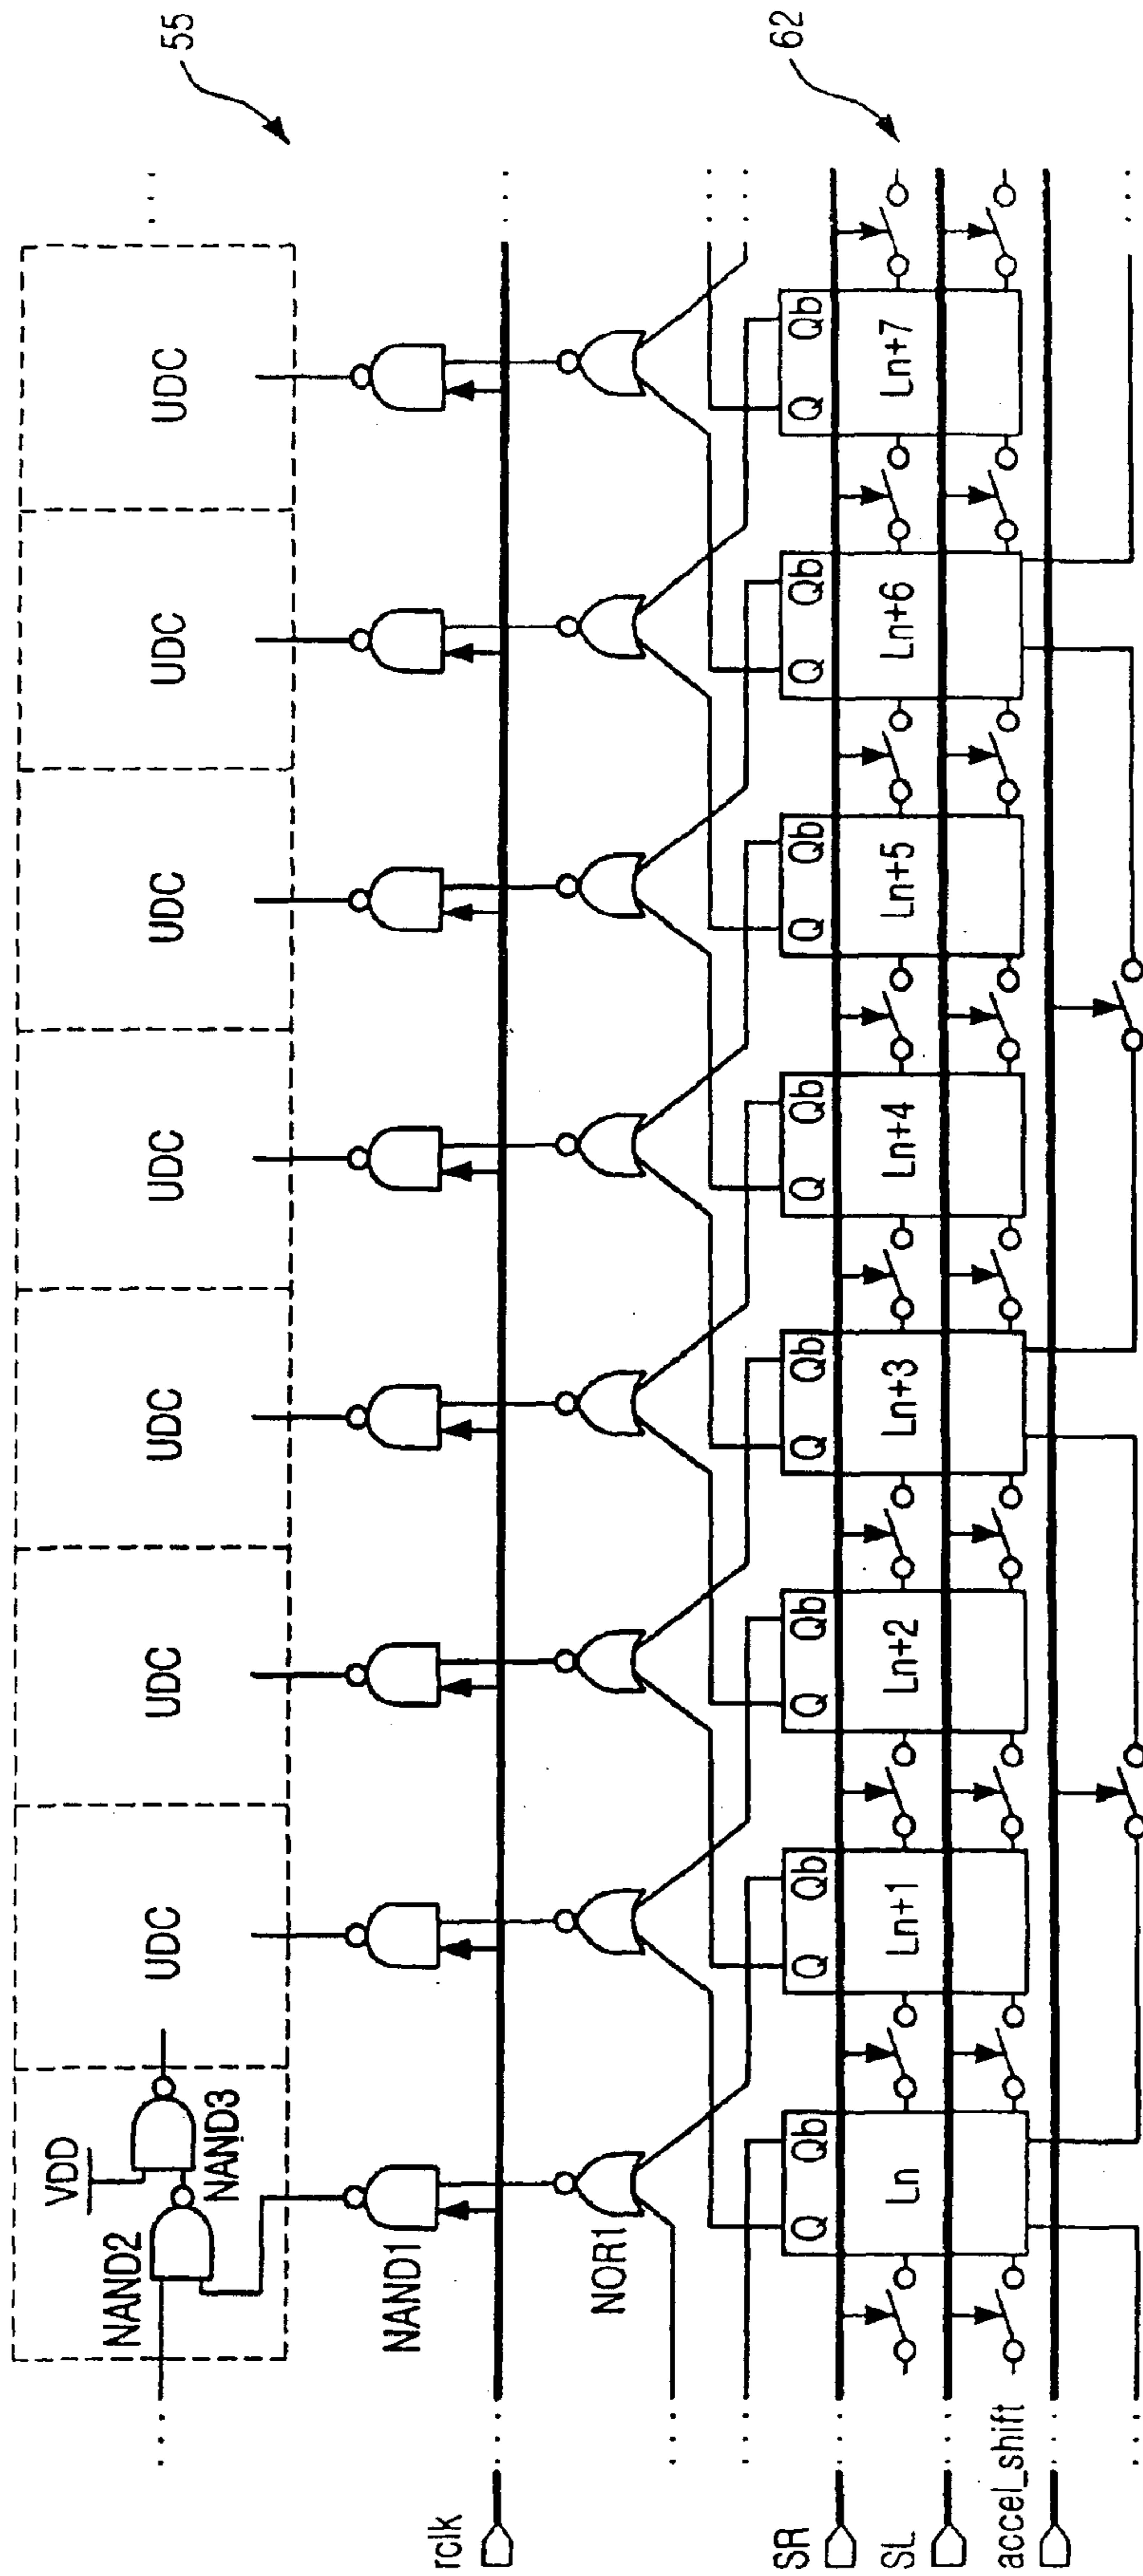 55
UDC UDC UDC UDC UDC UDC UDC
VDD
NAND3
NAND2
NAND1
rclk
NOR1
62
Q Qb Q Qb Q Qb Q Qb Q Qb Q Qb Q Qb Q Qb
SR
Ln Ln+1 Ln+2 Ln+3 Ln+4 Ln+5 Ln+6 Ln+7
SL
accel_shift